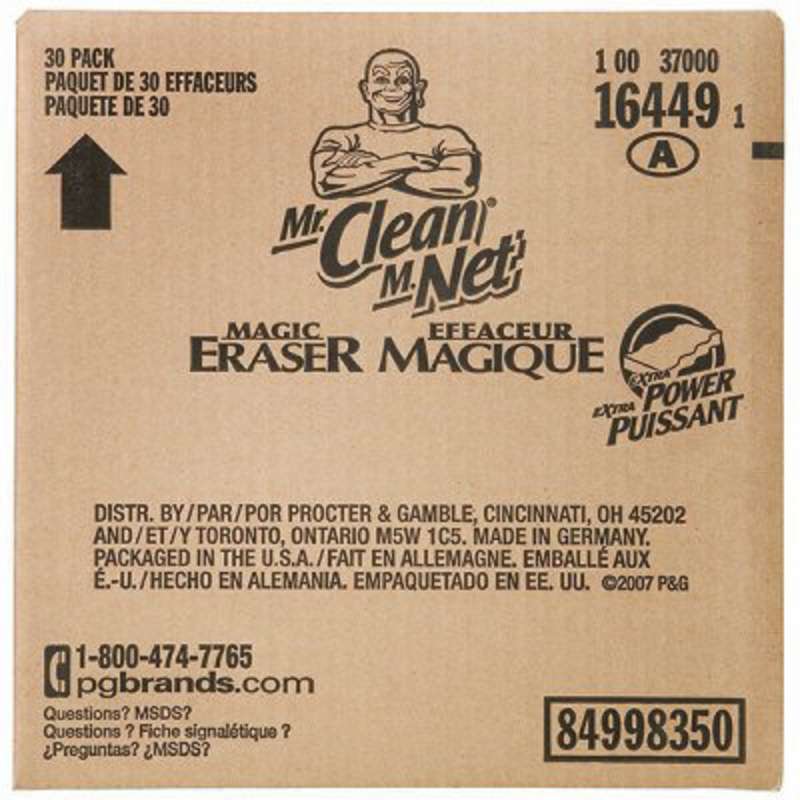 30 PACK
PAQUET DE 30 EFFACEURS
PAQUETE DE 30
1 00 37000
16449 1
A
Mr. Clean®
M. Net
MAGIC
ERASER
EFFACEUR
MAGIQUE
EXTRA POWER
EXTRA PUISSANT
DISTR. BY/PAR/POR PROCTER & GAMBLE, CINCINNATI, OH 45202
AND/ET/Y TORONTO, ONTARIO M5W 1C5. MADE IN GERMANY.
PACKAGED IN THE U.S.A./FAIT EN ALLEMAGNE. EMBALLÉ AUX
É.-U./HECHO EN ALEMANIA. EMPAQUETADO EN EE. UU. ©2007 P&G
1-800-474-7765
pgbrands.com
Questions? MSDS?
Questions ? Fiche signalétique ?
¿Preguntas? ¿MSDS?
84998350